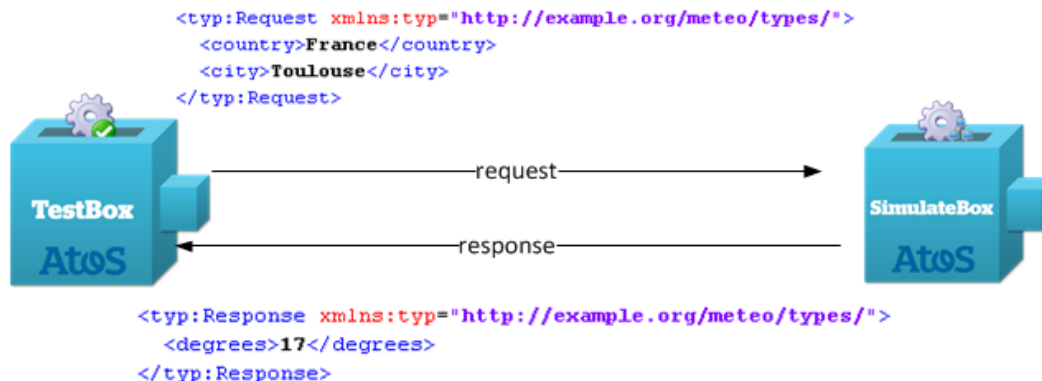 <typ:Request xmlns:typ="http://example.org/meteo/types/">
<country>France</country>
<city>Toulouse</city>
</typ:Request>
request
TestBox
SimulateBox
response
Atos
Atos
<typ:Response xmlns:typ="http://example.org/meteo/types/">
<degrees>17</degrees>
</typ:Response>